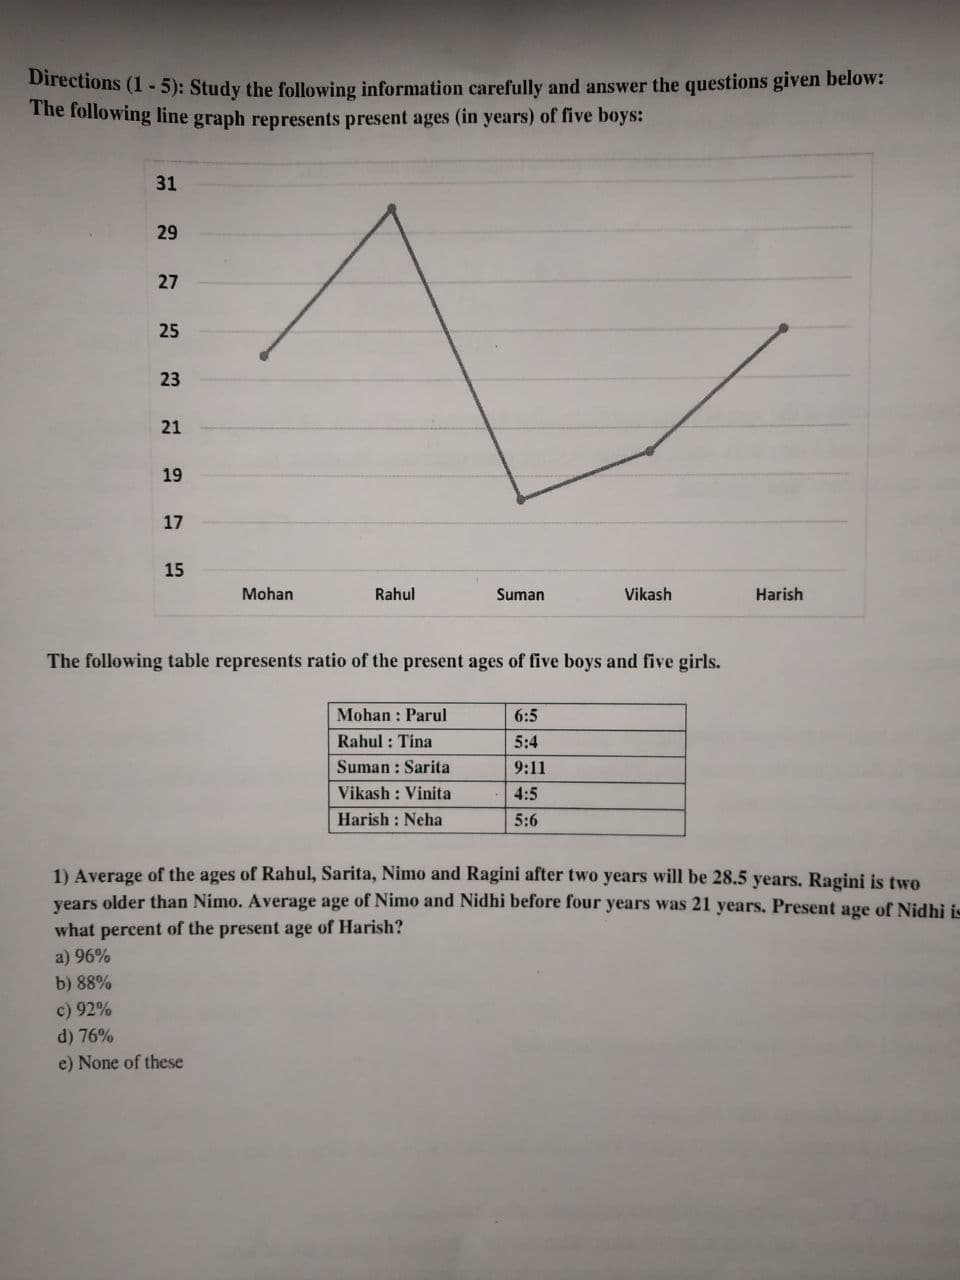 Directions (1 - 5): Study the following information carefully and answer the questions given below:
The following line graph represents present ages (in years) of five boys:
31
29
27
25
23
21
19
17
15
Mohan Rahul Suman Vikash Harish
The following table represents ratio of the present ages of five boys and five girls.
Mohan : Parul 6:5
Rahul : Tina 5:4
Suman : Sarita 9:11
Vikash : Vinita 4:5
Harish : Neha 5:6
1) Average of the ages of Rahul, Sarita, Nimo and Ragini after two years will be 28.5 years. Ragini is two
years older than Nimo. Average age of Nimo and Nidhi before four years was 21 years. Present age of Nidhi is
what percent of the present age of Harish?
a) 96%
b) 88%
c) 92%
d) 76%
e) None of these